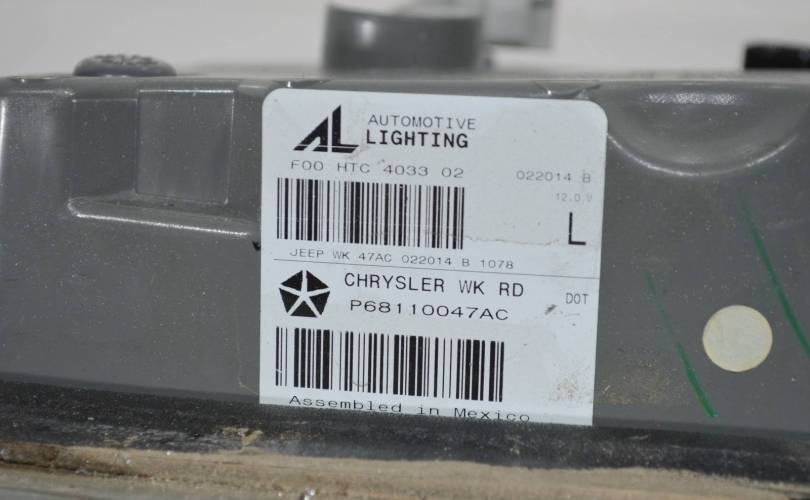 AL AUTOMOTIVE
LIGHTING
F00 HTC 4033 02
022014 B
12.0.V
L
JEEP WK 47AC 022014 B 1078
CHRYSLER WK RD
DOT
P68110047AC
Assembled in Mexico